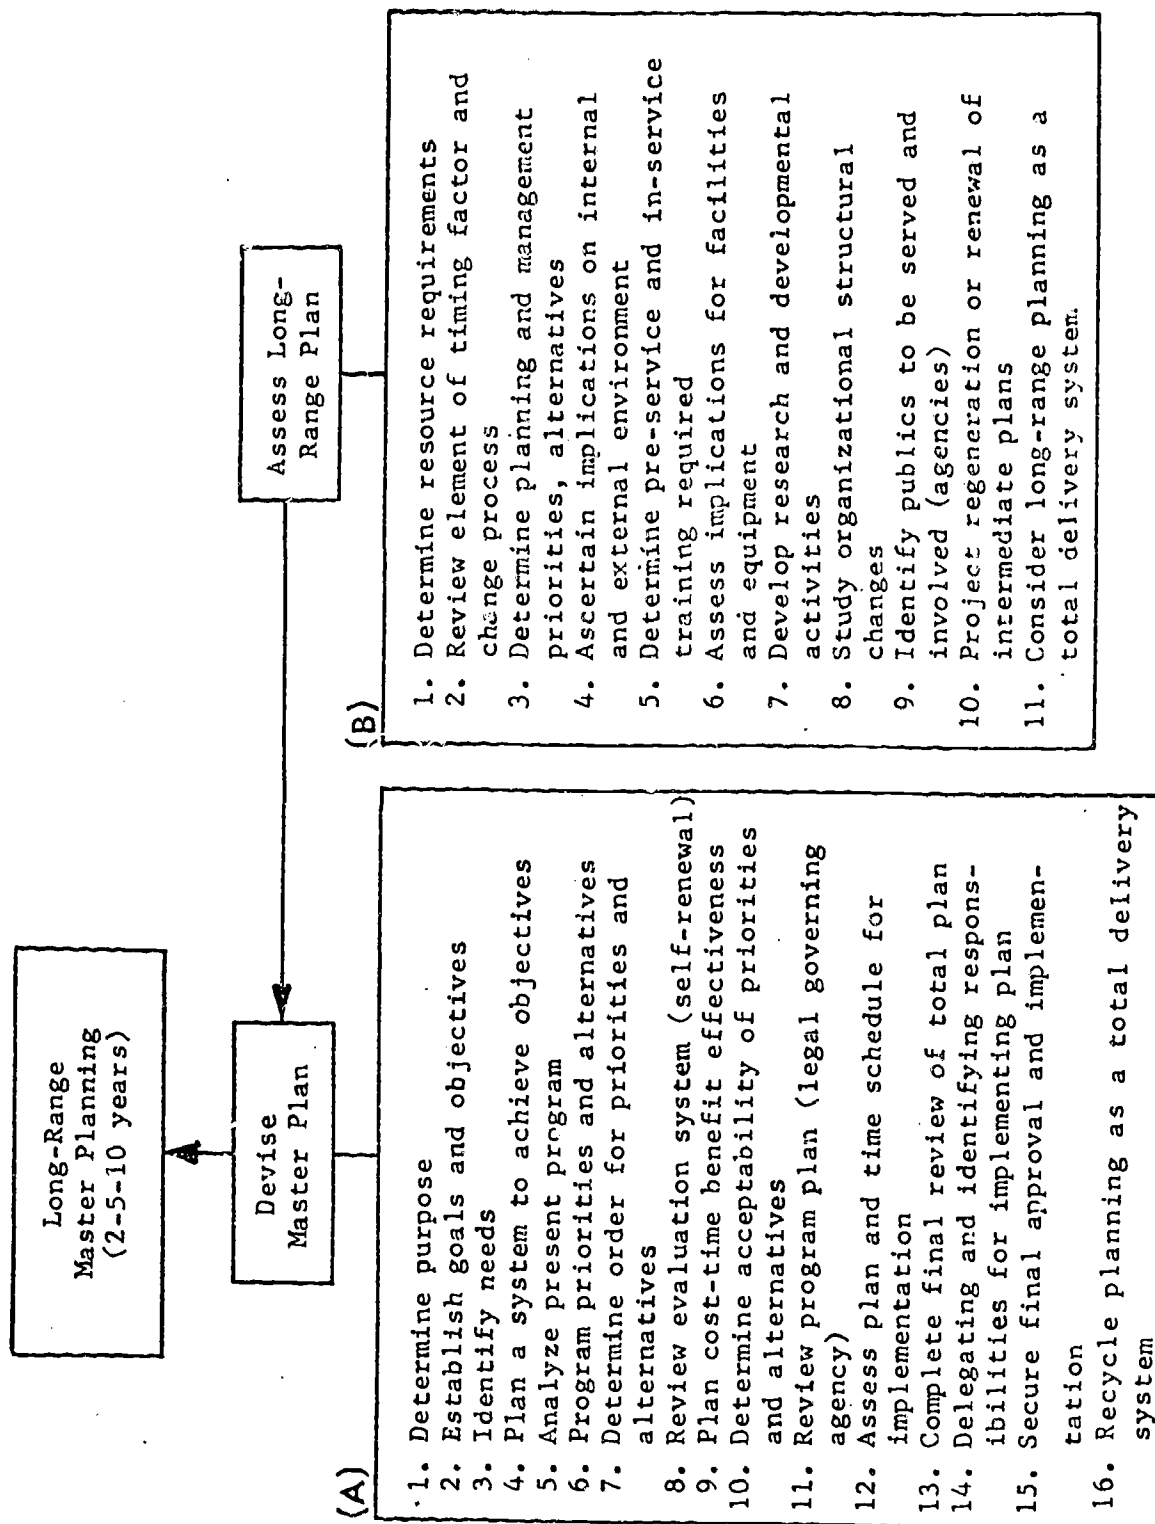 Long-Range
Master Planning
(2-5-10 years)
Devise
Master Plan
Assess Long-
Range Plan
(A)
1. Determine purpose
2. Establish goals and objectives
3. Identify needs
4. Plan a system to achieve objectives
5. Analyze present program
6. Program priorities and alternatives
7. Determine order for priorities and
alternatives
8. Review evaluation system (self-renewal)
9. Plan cost-time benefit effectiveness
10. Determine acceptability of priorities
and alternatives
11. Review program plan (legal governing
agency)
12. Assess plan and time schedule for
implementation
13. Complete final review of total plan
14. Delegating and identifying respons-
ibilities for implementing plan
15. Secure final approval and implemen-
tation
16. Recycle planning as a total delivery
system
(B)
1. Determine resource requirements
2. Review element of timing factor and
change process
3. Determine planning and management
priorities, alternatives
4. Ascertain implications on internal
and external environment
5. Determine pre-service and in-service
training required
6. Assess implications for facilities
and equipment
7. Develop research and developmental
activities
8. Study organizational structural
changes
9. Identify publics to be served and
involved (agencies)
10. Project regeneration or renewal of
intermediate plans
11. Consider long-range planning as a
total delivery system.